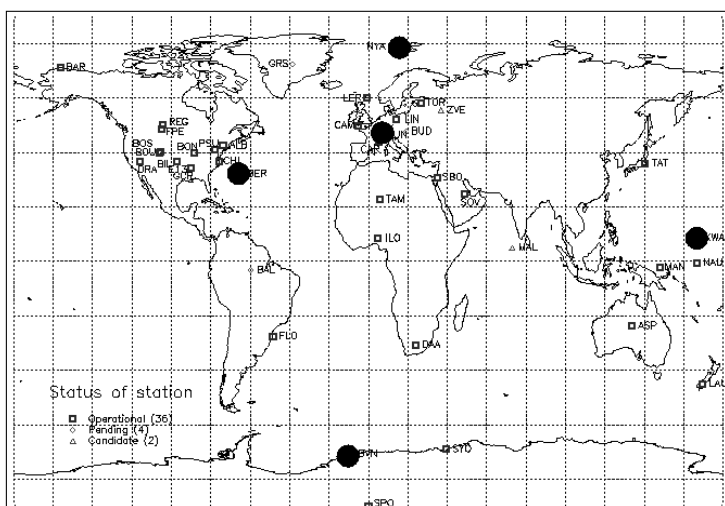 NYA
BAR
GRS
LER
TOR
ZVE
CAM
LIN
BUD
REG
FPE
BOS
BOU
BON
PSU
ALB
CAR
BIL
CHI
DRA
E13
GCR
BER
TAT
SBO
SOV
TAM
ILO
KWA
MAL
BAL
MAN
NAU
FLO
DAA
ASP
LAU
Status of station
Operational (36)
Pending (4)
Candidate (2)
SYO
SPO